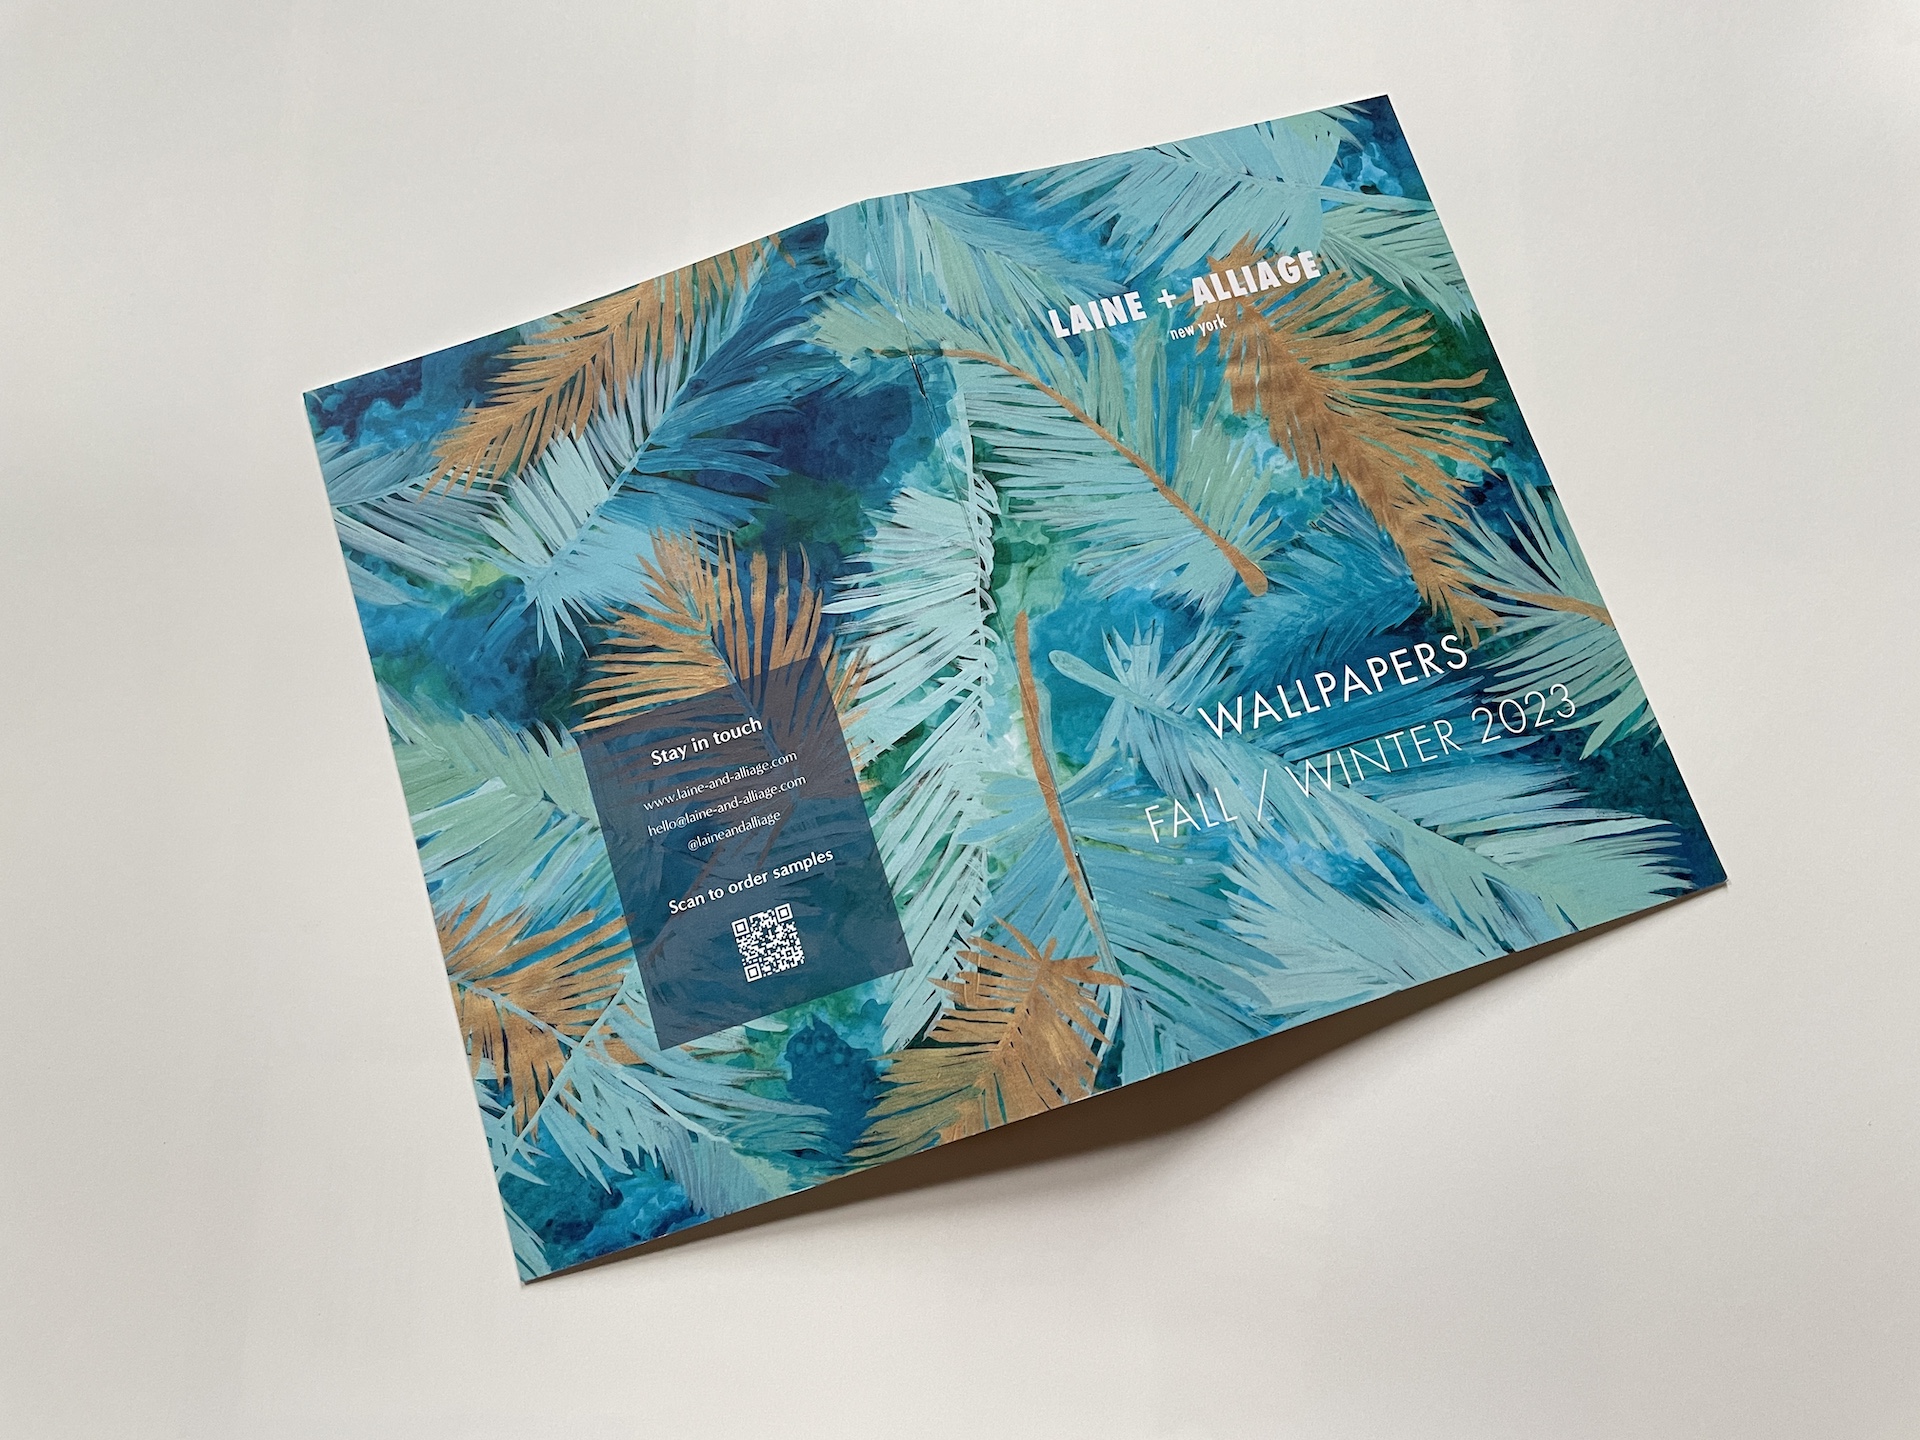 LAINE + ALLIAGE
new york
WALLPAPERS
FALL / WINTER 2023
Stay in touch
www.laine-and-alliage.com
hello@laine-and-alliage.com
@laineandalliage
Scan to order samples